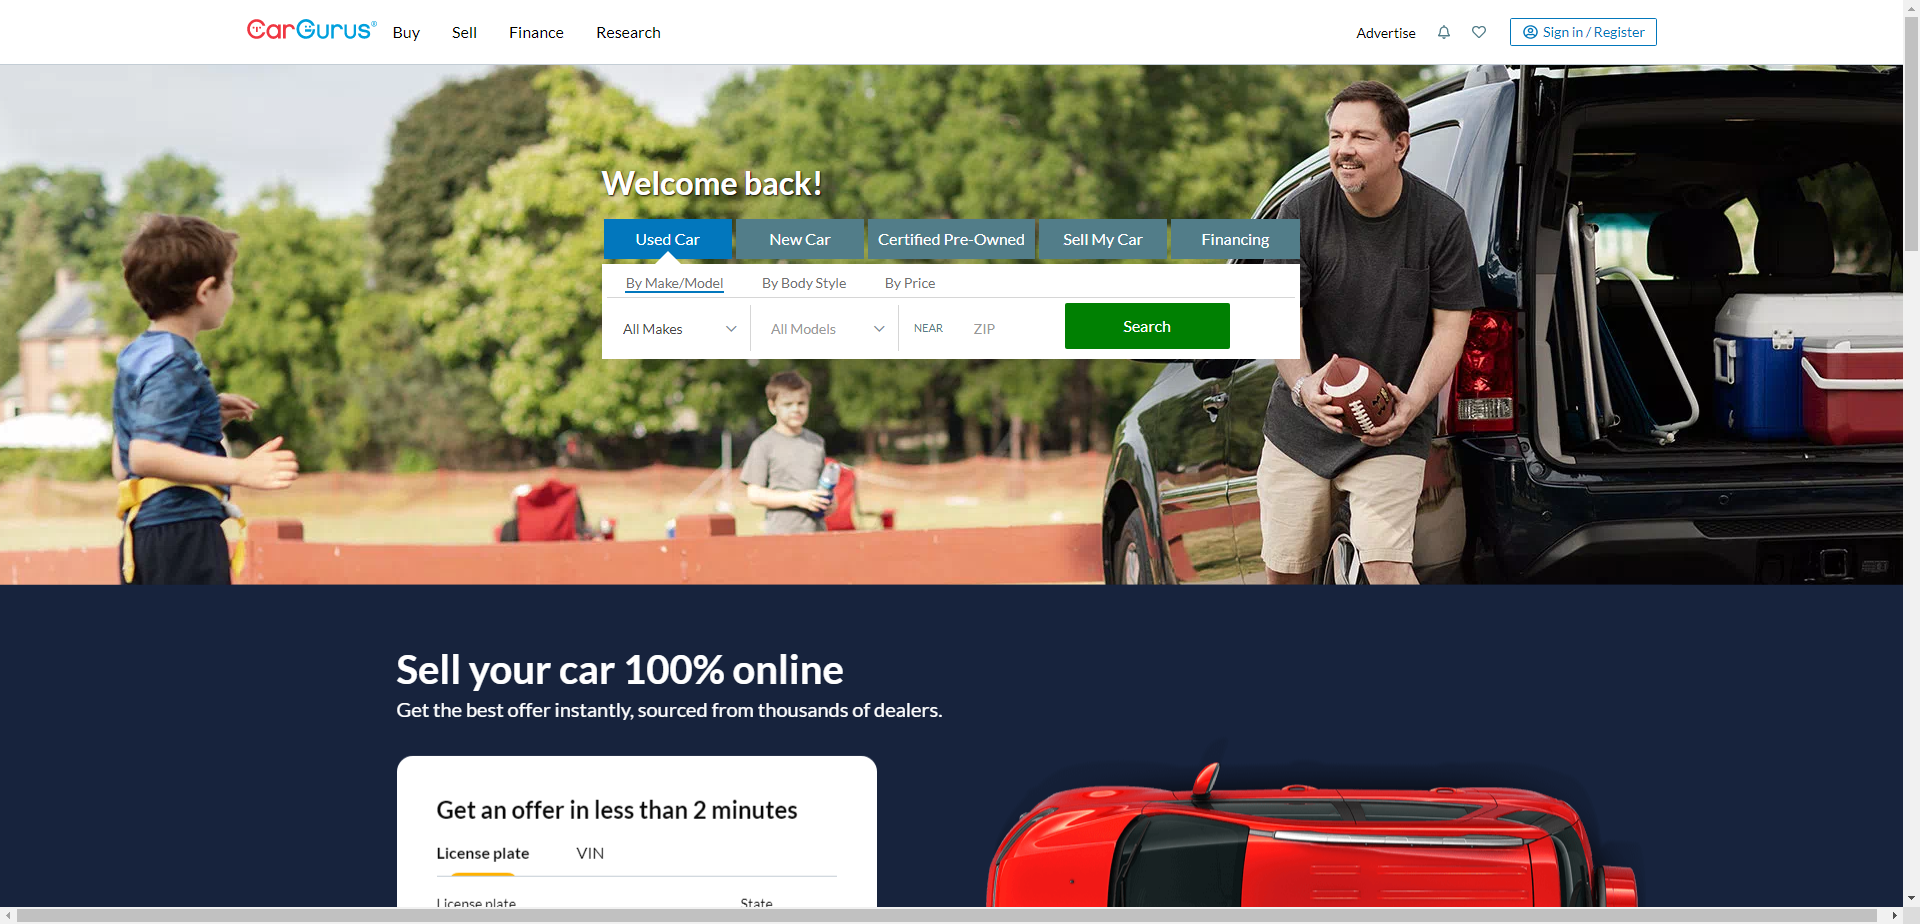 CarGurus®
Buy
Sell
Finance
Research
Advertise
Sign in / Register
Welcome back!
Used Car
New Car
Certified Pre-Owned
Sell My Car
Financing
By Make/Model
By Body Style
By Price
All Makes
All Models
NEAR
ZIP
Search
Sell your car 100% online
Get the best offer instantly, sourced from thousands of dealers.
Get an offer in less than 2 minutes
License plate
VIN
License plate
State